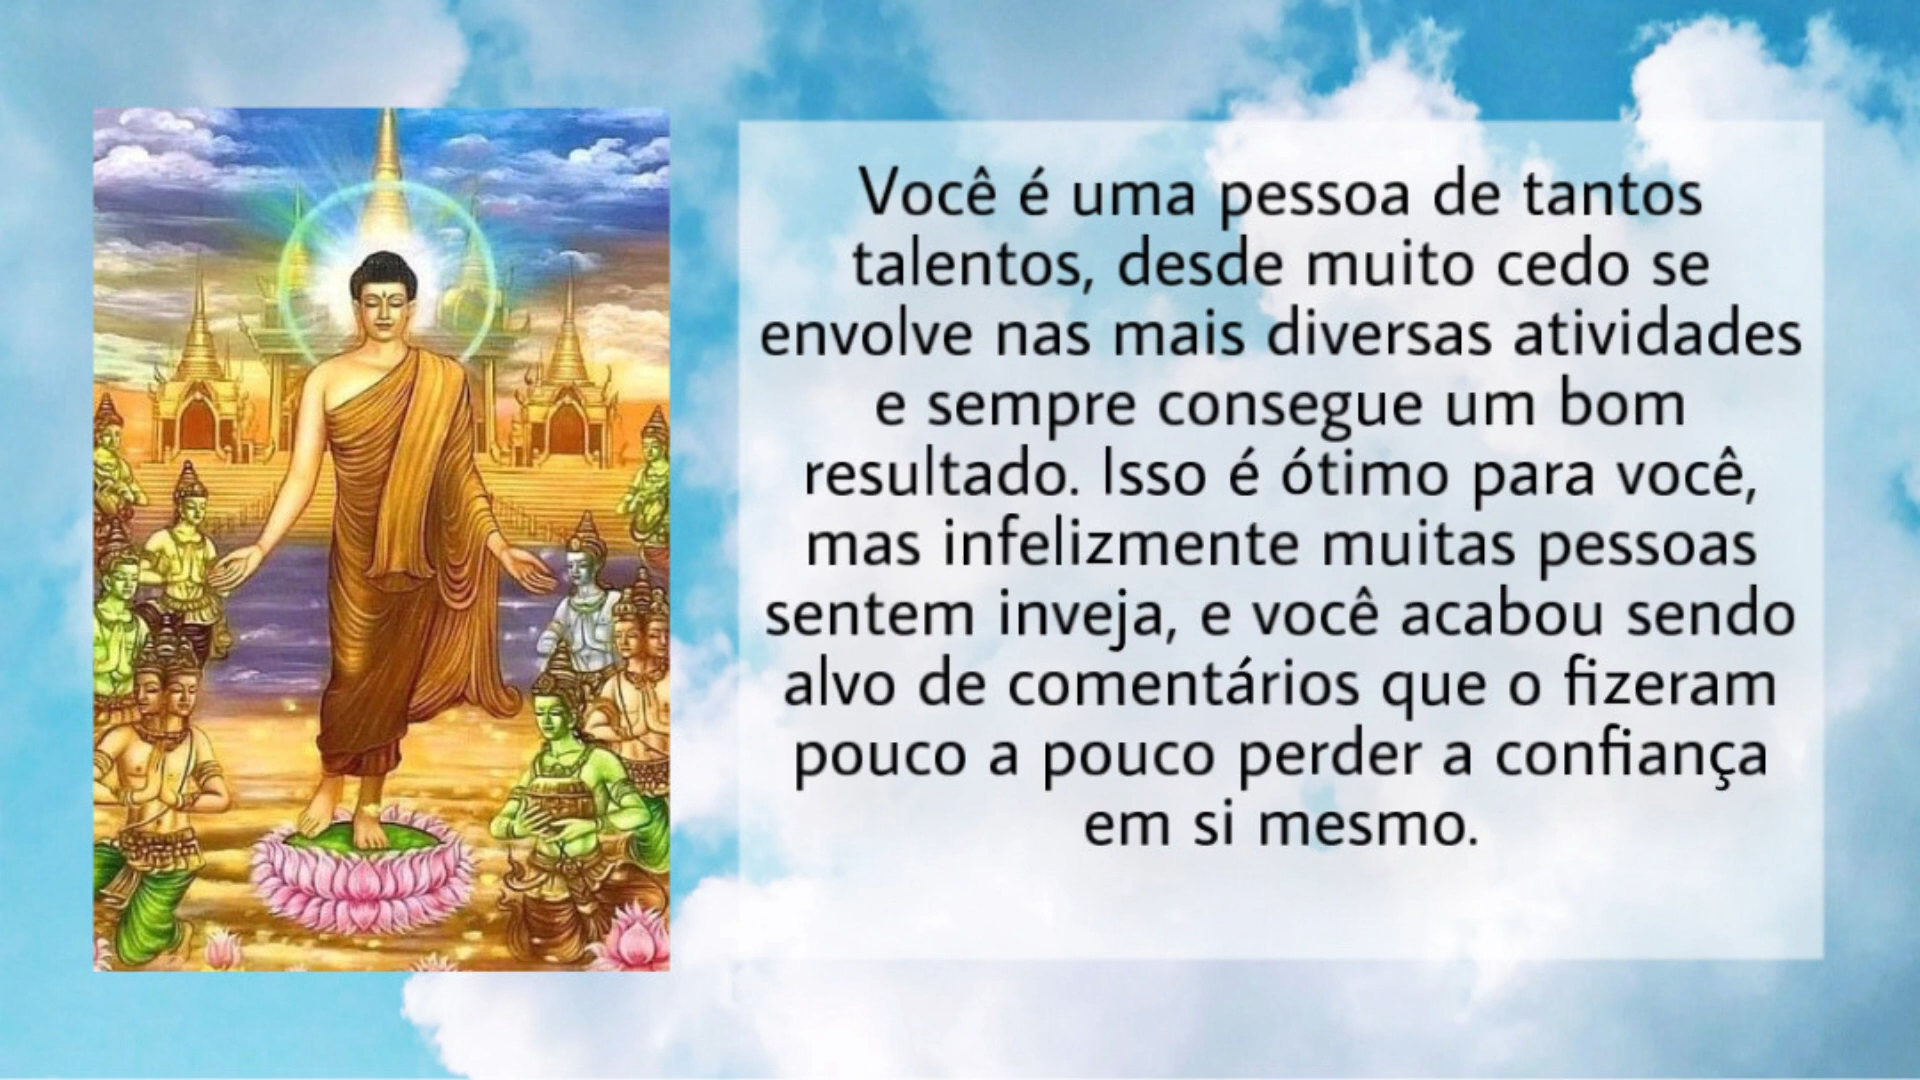 Você é uma pessoa de tantos
talentos, desde muito cedo se
envolve nas mais diversas atividades
e sempre consegue um bom
resultado. Isso é ótimo para você,
mas infelizmente muitas pessoas
sentem inveja, e você acabou sendo
alvo de comentários que o fizeram
pouco a pouco perder a confiança
em si mesmo.